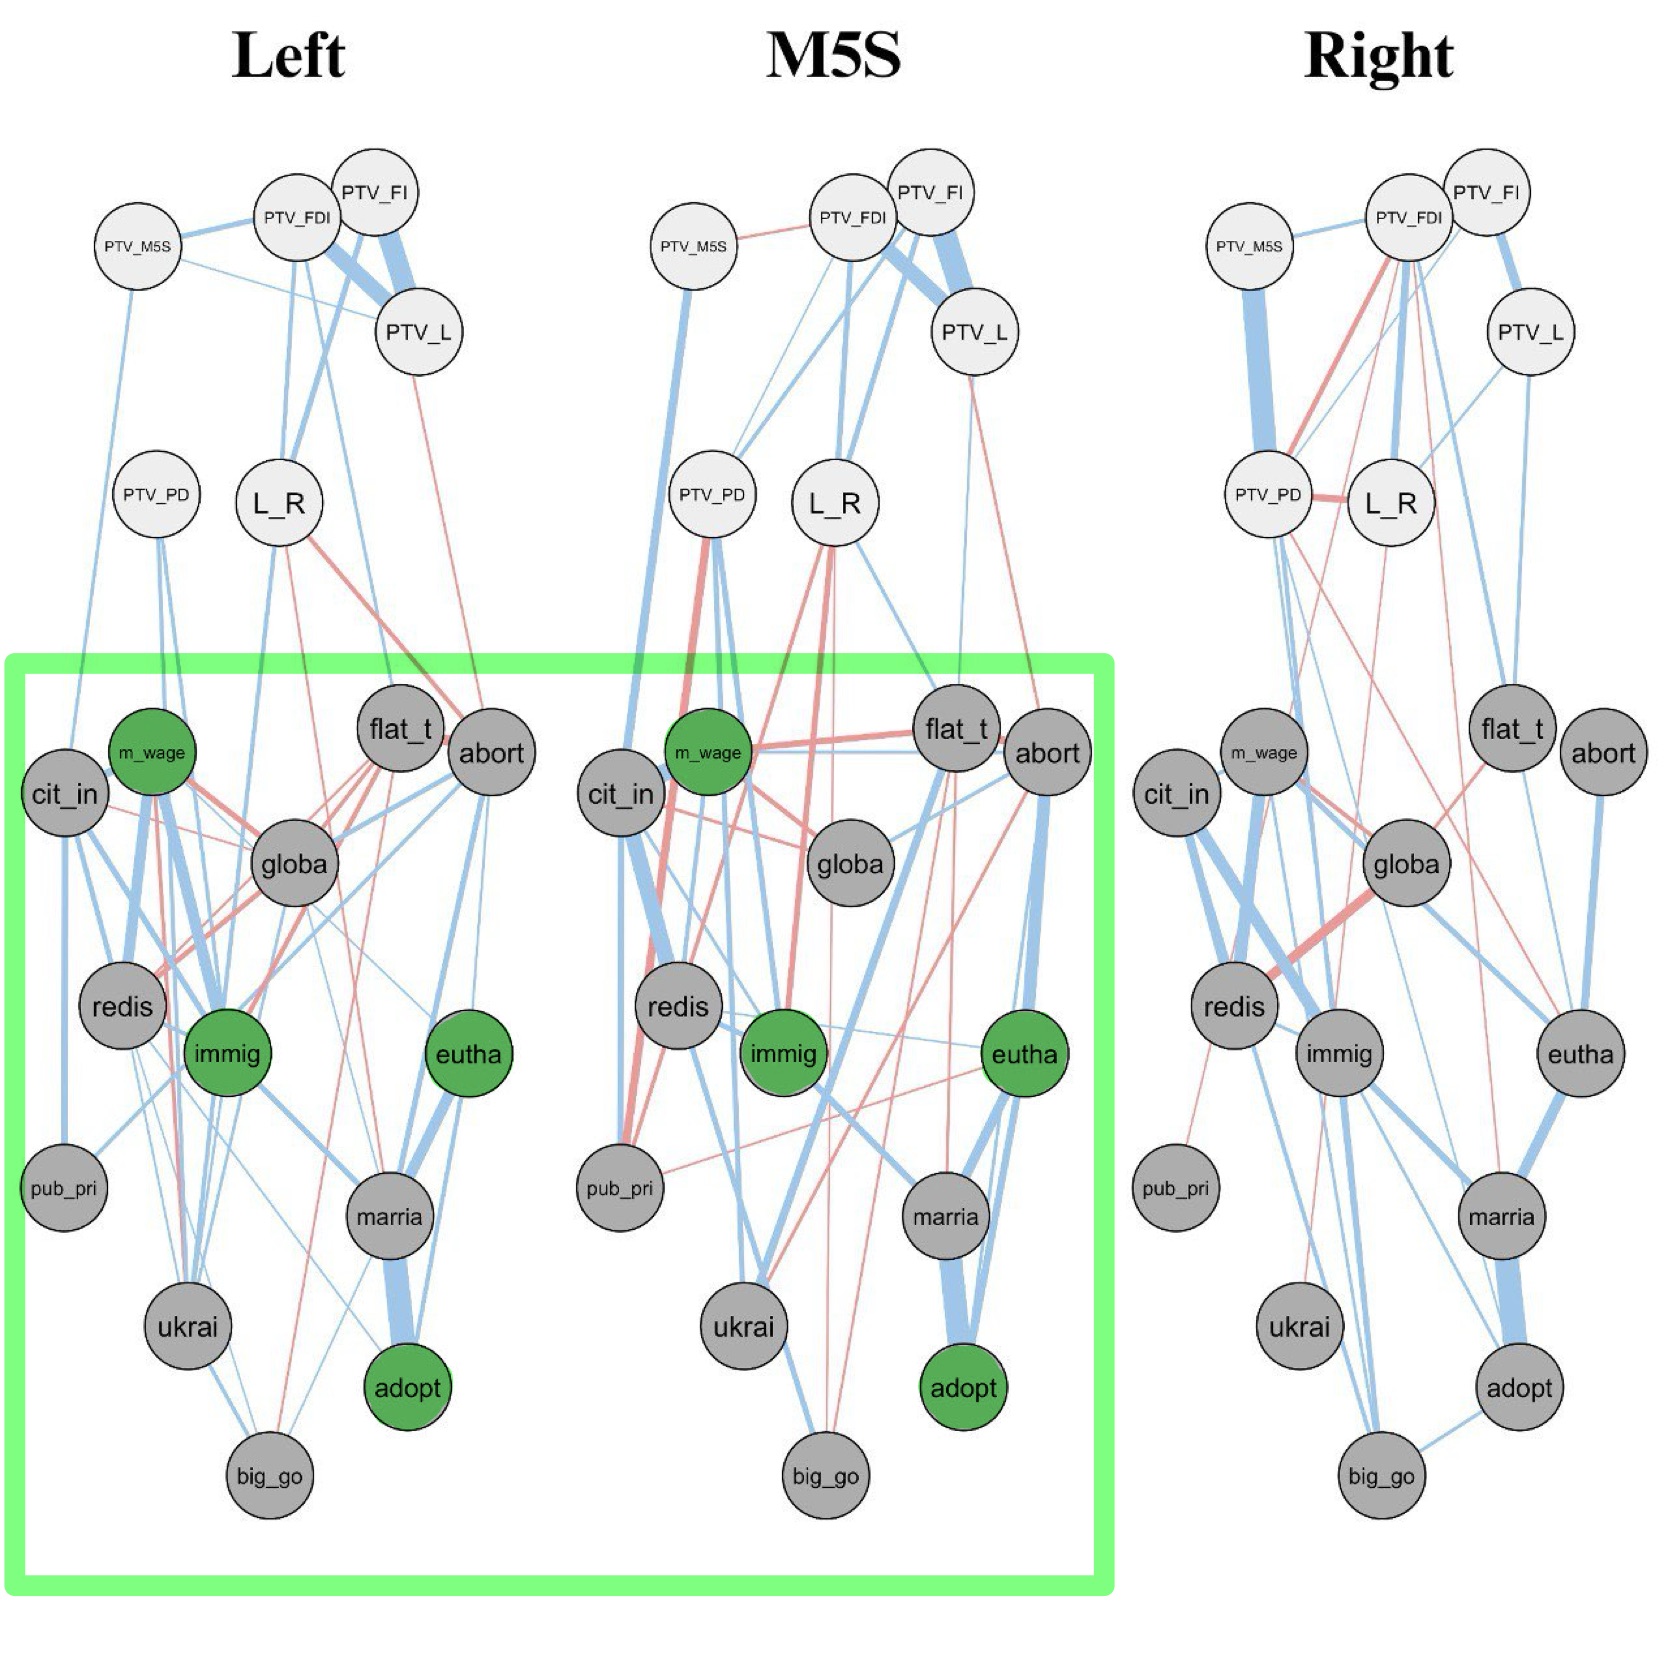 Left
M5S
Right
PTV_FI
PTV_FDI
PTV_M5S
PTV_L
PTV_PD
L_R
flat_t
m_wage
abort
cit_in
globa
redis
immig
eutha
pub_pri
marria
ukrai
adopt
big_go
PTV_FI
PTV_FDI
PTV_M5S
PTV_L
PTV_PD
L_R
flat_t
m_wage
abort
cit_in
globa
redis
immig
eutha
pub_pri
marria
ukrai
adopt
big_go
PTV_FI
PTV_FDI
PTV_M5S
PTV_L
PTV_PD
L_R
flat_t
m_wage
abort
cit_in
globa
redis
immig
eutha
pub_pri
marria
ukrai
adopt
big_go